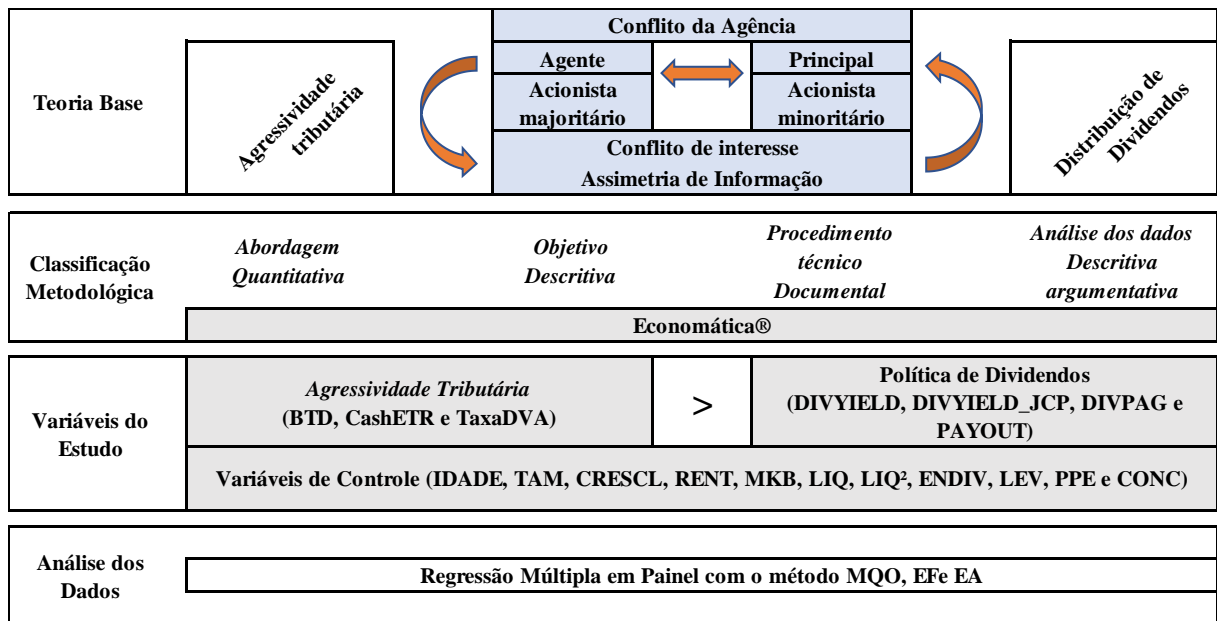 Teoria Base
Agressividade
tributária
Conflito da Agência
Agente
Principal
Acionista
majoritário
Acionista
minoritário
Conflito de interesse
Assimetria de Informação
Distribuição de
Dividendos
Classificação
Metodológica
Abordagem
Quantitativa
Objetivo
Descritiva
Procedimento
técnico
Documental
Análise dos dados
Descritiva
argumentativa
Economática®
Variáveis do
Estudo
Agressividade Tributária
(BTD, CashETR e TaxaDVA)
>
Política de Dividendos
(DIVYIELD, DIVYIELD_JCP, DIVPAG e
PAYOUT)
Variáveis de Controle (IDADE, TAM, CRESCL, RENT, MKB, LIQ, LIQ², ENDIV, LEV, PPE e CONC)
Análise dos
Dados
Regressão Múltipla em Painel com o método MQO, EFe EA